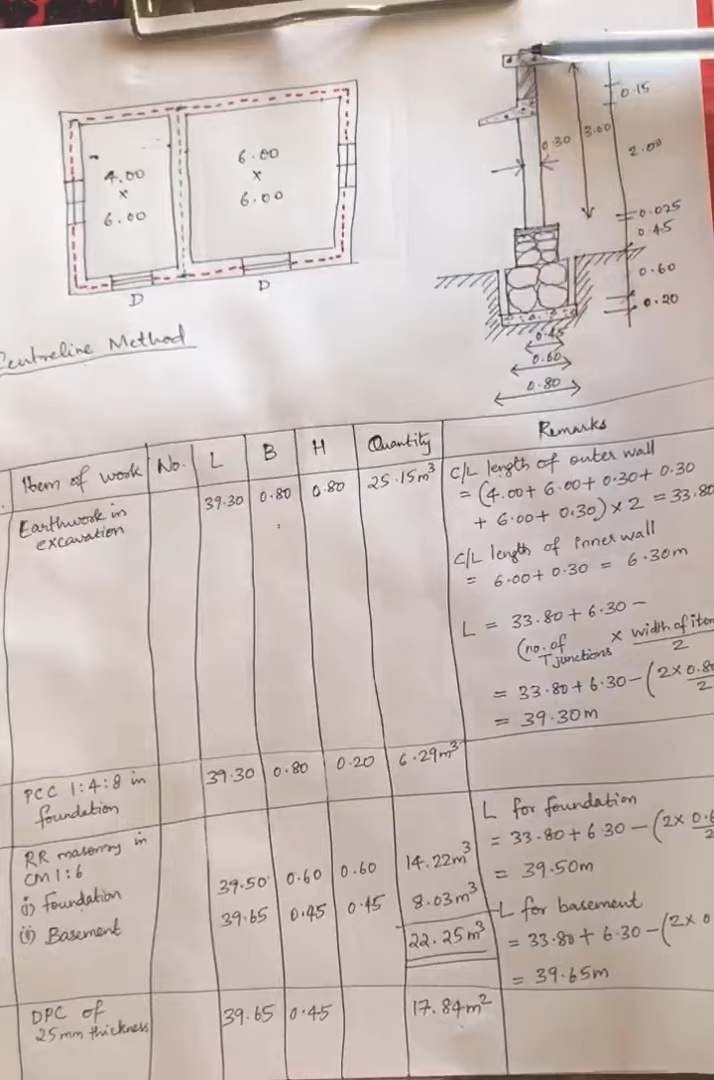 4.00
x
6.00
6.00
x
6.00
D
D
0.30
3.00
0.15
2.00
0.025
0.45
0.60
0.20
0.45
0.60
0.80
Centreline Method
Item of work No. L B H Quantity Remarks
Earthwork in
excavation
39.30 0.80 0.80 25.15m³
C/L length of outer wall
= (4.00+6.00+0.30+0.30
+ 6.00+0.30)×2 = 33.80
C/L length of inner wall
= 6.00+0.30 = 6.30m
L = 33.80+6.30−
(no. of
T junctions × width of
2
= 33.80+6.30−(2×
2
= 39.30m
PCC 1:4:8 in
foundation
39.30 0.80 0.20 6.29m³
RR masonry in
CM 1:6
(i) Foundation 39.50 0.60 0.60 14.22m³
(ii) Basement 39.65 0.45 0.45 8.03m³
22.25m³
L for foundation
= 33.80+6.30−(2×
2
= 39.50m
L for basement
= 33.80+6.30−(2×
= 39.65m
DPC of
25mm thickness
39.65 0.45 17.84m²